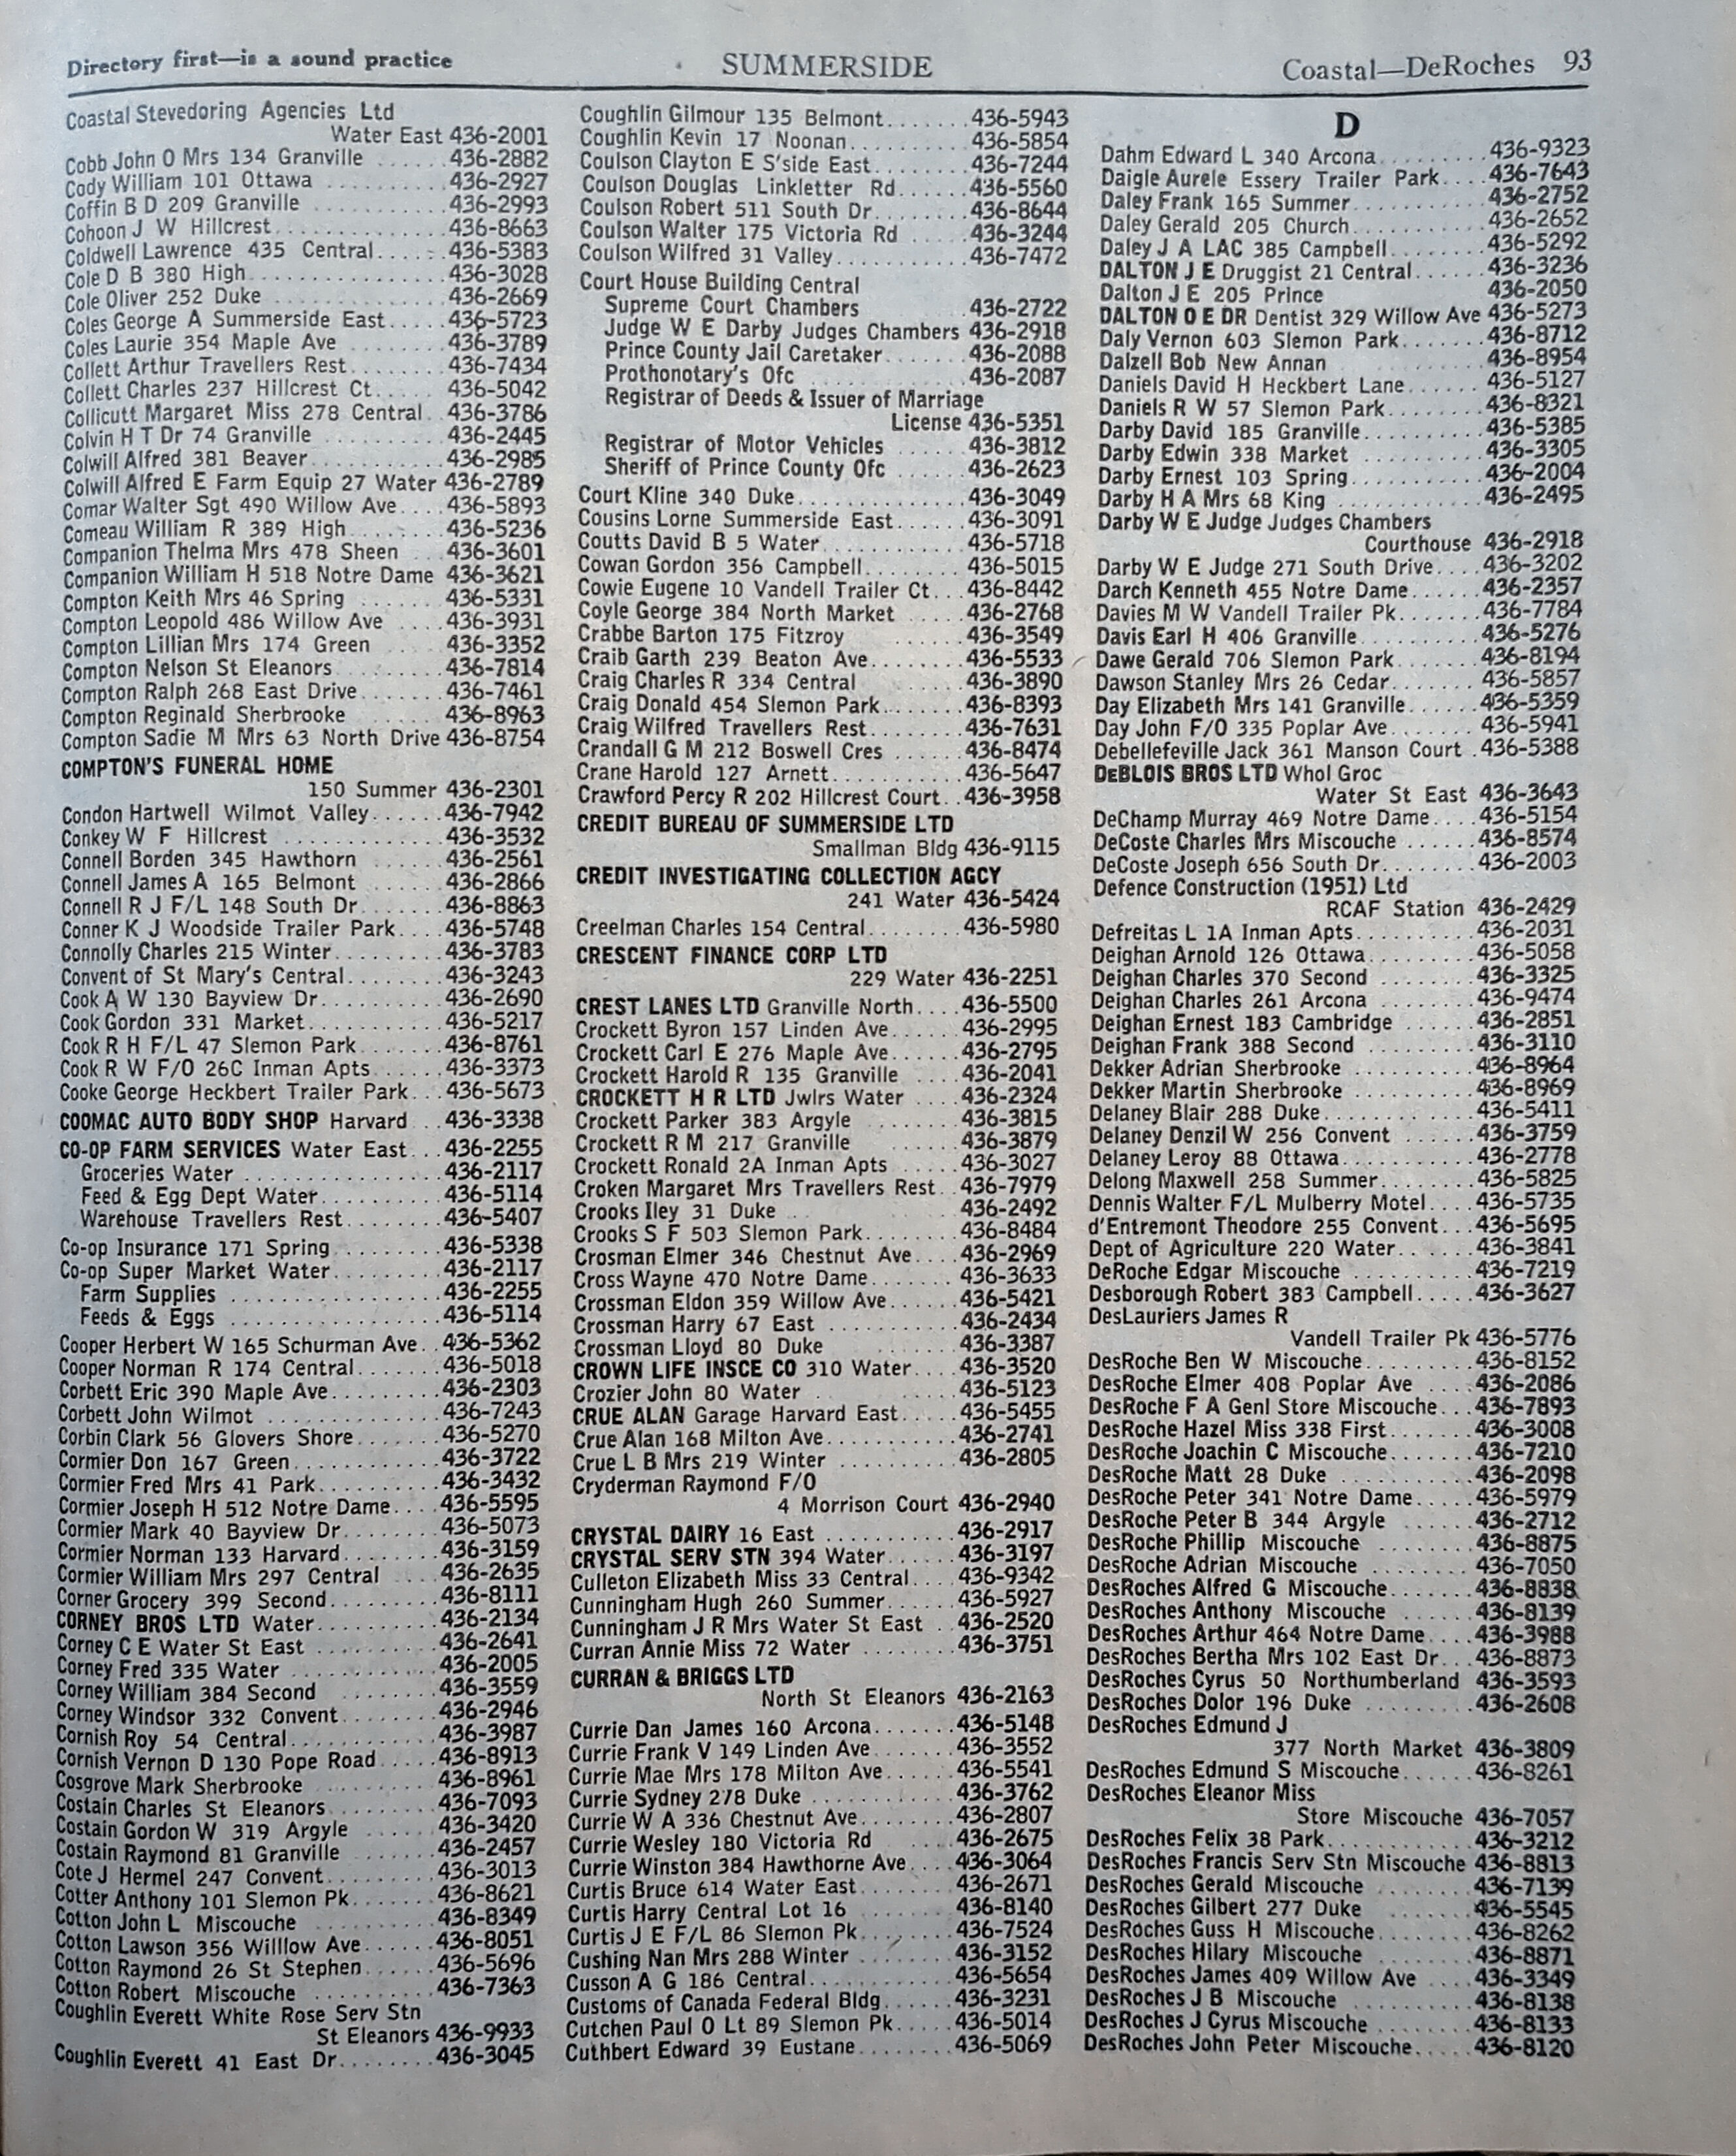 Directory first—is a sound practice
SUMMERSIDE
Coastal—DeRoches 93
Coastal Stevedoring Agencies Ltd
Water East 436-2001
Cobb John O Mrs 134 Granville ...... 436-2882
Cody William 101 Ottawa .......... 436-2927
Coffin B D 209 Granville ........... 436-2993
Cohoon J W Hillcrest............... 436-8663
Coldwell Lawrence 435 Central...... 436-5383
Cole D B 380 High................. 436-3028
Cole Oliver 252 Duke .............. 436-2669
Coles George A Summerside East..... 436-5723
Coles Laurie 354 Maple Ave ........ 436-3789
Collett Arthur Travellers Rest........ 436-7434
Collett Charles 237 Hillcrest Ct...... 436-5042
Collicutt Margaret Miss 278 Central.. 436-3786
Colvin H T Dr 74 Granville .......... 436-2445
Colwill Alfred 381 Beaver............ 436-2985
Colwill Alfred E Farm Equip 27 Water 436-2789
Comar Walter Sgt 490 Willow Ave.... 436-5893
Comeau William R 389 High........ 436-5236
Companion Thelma Mrs 478 Sheen ... 436-3601
Companion William H 518 Notre Dame 436-3621
Compton Keith Mrs 46 Spring ....... 436-5331
Compton Leopold 486 Willow Ave .... 436-3931
Compton Lillian Mrs 174 Green ..... 436-3352
Compton Nelson St Eleanors......... 436-7814
Compton Ralph 268 East Drive....... 436-7461
Compton Reginald Sherbrooke ...... 436-8963
Compton Sadie M Mrs 63 North Drive 436-8754
COMPTON'S FUNERAL HOME
150 Summer 436-2301
Condon Hartwell Wilmot Valley...... 436-7942
Conkey W F Hillcrest .............. 436-3532
Connell Borden 345 Hawthorn ...... 436-2561
Connell James A 165 Belmont ...... 436-2866
Connell R J F/L 148 South Dr....... 436-8863
Conner K J Woodside Trailer Park.... 436-5748
Connolly Charles 215 Winter......... 436-3783
Convent of St Mary's Central........ 436-3243
Cook A W 130 Bayview Dr.......... 436-2690
Cook Gordon 331 Market........... 436-5217
Cook R H F/L 47 Slemon Park....... 436-8761
Cook R W F/O 26C Inman Apts...... 436-3373
Cooke George Heckbert Trailer Park... 436-5673
COOMAC AUTO BODY SHOP Harvard ... 436-3338
CO-OP FARM SERVICES Water East... 436-2255
Groceries Water ................. 436-2117
Feed & Egg Dept Water.......... 436-5114
Warehouse Travellers Rest........ 436-5407
Co-op Insurance 171 Spring......... 436-5338
Co-op Super Market Water.......... 436-2117
Farm Supplies .................. 436-2255
Feeds & Eggs .................. 436-5114
Cooper Herbert W 165 Schurman Ave.. 436-5362
Cooper Norman R 174 Central....... 436-5018
Corbett Eric 390 Maple Ave......... 436-2303
Corbett John Wilmot .............. 436-7243
Corbin Clark 56 Glovers Shore....... 436-5270
Cormier Don 167 Green............ 436-3722
Cormier Fred Mrs 41 Park.......... 436-3432
Cormier Joseph H 512 Notre Dame.... 436-5595
Cormier Mark 40 Bayview Dr........ 436-5073
Cormier Norman 133 Harvard........ 436-3159
Cormier William Mrs 297 Central .... 436-2635
Corner Grocery 399 Second......... 436-8111
CORNEY BROS LTD Water.......... 436-2134
Corney C E Water St East .......... 436-2641
Corney Fred 335 Water ............ 436-2005
Corney William 384 Second ........ 436-3559
Corney Windsor 332 Convent........ 436-2946
Cornish Roy 54 Central............ 436-3987
Cornish Vernon D 130 Pope Road.... 436-8913
Cosgrove Mark Sherbrooke ......... 436-8961
Costain Charles St Eleanors......... 436-7093
Costain Gordon W 319 Argyle ...... 436-3420
Costain Raymond 81 Granville ...... 436-2457
Cote J Hermel 247 Convent......... 436-3013
Cotter Anthony 101 Slemon Pk....... 436-8621
Cotton John L Miscouche .......... 436-8349
Cotton Lawson 356 Willlow Ave...... 436-8051
Cotton Raymond 26 St Stephen...... 436-5696
Cotton Robert Miscouche .......... 436-7363
Coughlin Everett White Rose Serv Stn
St Eleanors 436-9933
Coughlin Everett 41 East Dr........ 436-3045
Coughlin Gilmour 135 Belmont....... 436-5943
Coughlin Kevin 17 Noonan.......... 436-5854
Coulson Clayton E S'side East....... 436-7244
Coulson Douglas Linkletter Rd...... 436-5560
Coulson Robert 511 South Dr........ 436-8644
Coulson Walter 175 Victoria Rd ..... 436-3244
Coulson Wilfred 31 Valley........... 436-7472
Court House Building Central
Supreme Court Chambers 436-2722
Judge W E Darby Judges Chambers 436-2918
Prince County Jail Caretaker....... 436-2088
Prothonotary's Ofc .............. 436-2087
Registrar of Deeds & Issuer of Marriage
License 436-5351
Registrar of Motor Vehicles ....... 436-3812
Sheriff of Prince County Ofc ...... 436-2623
Court Kline 340 Duke.............. 436-3049
Cousins Lorne Summerside East...... 436-3091
Coutts David B 5 Water............ 436-5718
Cowan Gordon 356 Campbell........ 436-5015
Cowie Eugene 10 Vandell Trailer Ct... 436-8442
Coyle George 384 North Market ..... 436-2768
Crabbe Barton 175 Fitzroy ......... 436-3549
Craib Garth 239 Beaton Ave........ 436-5533
Craig Charles R 334 Central ........ 436-3890
Craig Donald 454 Slemon Park....... 436-8393
Craig Wilfred Travellers Rest........ 436-7631
Crandall G M 212 Boswell Cres ..... 436-8474
Crane Harold 127 Arnett........... 436-5647
Crawford Percy R 202 Hillcrest Court.. 436-3958
CREDIT BUREAU OF SUMMERSIDE LTD
Smallman Bldg 436-9115
CREDIT INVESTIGATING COLLECTION AGCY
241 Water 436-5424
Creelman Charles 154 Central........ 436-5980
CRESCENT FINANCE CORP LTD
229 Water 436-2251
CREST LANES LTD Granville North.... 436-5500
Crockett Byron 157 Linden Ave...... 436-2995
Crockett Carl E 276 Maple Ave...... 436-2795
Crockett Harold R 135 Granville ..... 436-2041
CROCKETT H R LTD Jwlrs Water .... 436-2324
Crockett Parker 383 Argyle ........ 436-3815
Crockett R M 217 Granville ......... 436-3879
Crockett Ronald 2A Inman Apts ..... 436-3027
Croken Margaret Mrs Travellers Rest.. 436-7979
Crooks Iley 31 Duke .............. 436-2492
Crooks S F 503 Slemon Park........ 436-8484
Crosman Elmer 346 Chestnut Ave.... 436-2969
Cross Wayne 470 Notre Dame....... 436-3633
Crossman Eldon 359 Willow Ave...... 436-5421
Crossman Harry 67 East ........... 436-2434
Crossman Lloyd 80 Duke .......... 436-3387
CROWN LIFE INSCE CO 310 Water.... 436-3520
Crozier John 80 Water ............ 436-5123
CRUE ALAN Garage Harvard East..... 436-5455
Crue Alan 168 Milton Ave........... 436-2741
Crue L B Mrs 219 Winter .......... 436-2805
Cryderman Raymond F/O
4 Morrison Court 436-2940
CRYSTAL DAIRY 16 East ........... 436-2917
CRYSTAL SERV STN 394 Water...... 436-3197
Culleton Elizabeth Miss 33 Central.... 436-9342
Cunningham Hugh 260 Summer...... 436-5927
Cunningham J R Mrs Water St East .. 436-2520
Curran Annie Miss 72 Water ........ 436-3751
CURRAN & BRIGGS LTD
North St Eleanors 436-2163
Currie Dan James 160 Arcona....... 436-5148
Currie Frank V 149 Linden Ave....... 436-3552
Currie Mae Mrs 178 Milton Ave...... 436-5541
Currie Sydney 278 Duke ........... 436-3762
Currie W A 336 Chestnut Ave........ 436-2807
Currie Wesley 180 Victoria Rd ...... 436-2675
Currie Winston 384 Hawthorne Ave.... 436-3064
Curtis Bruce 614 Water East........ 436-2671
Curtis Harry Central Lot 16 ........ 436-8140
Curtis J E F/L 86 Slemon Pk........ 436-7524
Cushing Nan Mrs 288 Winter ....... 436-3152
Cusson A G 186 Central............ 436-5654
Customs of Canada Federal Bldg...... 436-3231
Cutchen Paul O Lt 89 Slemon Pk..... 436-5014
Cuthbert Edward 39 Eustane........ 436-5069
D
Dahm Edward L 340 Arcona......... 436-9323
Daigle Aurele Essery Trailer Park.... 436-7643
Daley Frank 165 Summer........... 436-2752
Daley Gerald 205 Church........... 436-2652
Daley J A LAC 385 Campbell........ 436-5292
DALTON J E Druggist 21 Central...... 436-3236
Dalton J E 205 Prince 436-2050
DALTON O E DR Dentist 329 Willow Ave 436-5273
Daly Vernon 603 Slemon Park....... 436-8712
Dalzell Bob New Annan ........... 436-8954
Daniels David H Heckbert Lane...... 436-5127
Daniels R W 57 Slemon Park........ 436-8321
Darby David 185 Granville.......... 436-5385
Darby Edwin 338 Market .......... 436-3305
Darby Ernest 103 Spring........... 436-2004
Darby H A Mrs 68 King ............ 436-2495
Darby W E Judge Judges Chambers
Courthouse 436-2918
Darby W E Judge 271 South Drive.... 436-3202
Darch Kenneth 455 Notre Dame...... 436-2357
Davies M W Vandell Trailer Pk....... 436-7784
Davis Earl H 406 Granville.......... 436-5276
Dawe Gerald 706 Slemon Park....... 436-8194
Dawson Stanley Mrs 26 Cedar....... 436-5857
Day Elizabeth Mrs 141 Granville...... 436-5359
Day John F/O 335 Poplar Ave....... 436-5941
Debellefeville Jack 361 Manson Court . 436-5388
DEBLOIS BROS LTD Whol Groc
Water St East 436-3643
DeChamp Murray 469 Notre Dame.... 436-5154
DeCoste Charles Mrs Miscouche ...... 436-8574
DeCoste Joseph 656 South Dr........ 436-2003
Defence Construction (1951) Ltd
RCAF Station 436-2429
Defreitas L 1A Inman Apts.......... 436-2031
Deighan Arnold 126 Ottawa......... 436-5058
Deighan Charles 370 Second ........ 436-3325
Deighan Charles 261 Arcona ........ 436-9474
Deighan Ernest 183 Cambridge ...... 436-2851
Deighan Frank 388 Second ......... 436-3110
Dekker Adrian Sherbrooke .......... 436-8964
Dekker Martin Sherbrooke .......... 436-8969
Delaney Blair 288 Duke............ 436-5411
Delaney Denzil W 256 Convent ...... 436-3759
Delaney Leroy 88 Ottawa........... 436-2778
Delong Maxwell 258 Summer........ 436-5825
Dennis Walter F/L Mulberry Motel.... 436-5735
d'Entremont Theodore 255 Convent... 436-5695
Dept of Agriculture 220 Water....... 436-3841
DeRoche Edgar Miscouche .......... 436-7219
Desborough Robert 383 Campbell..... 436-3627
DesLauriers James R
Vandell Trailer Pk 436-5776
DesRoche Ben W Miscouche......... 436-8152
DesRoche Elmer 408 Poplar Ave .... 436-2086
DesRoche F A Genl Store Miscouche... 436-7893
DesRoche Hazel Miss 338 First....... 436-3008
DesRoche Joachin C Miscouche....... 436-7210
DesRoche Matt 28 Duke ........... 436-2098
DesRoche Peter 341 Notre Dame..... 436-5979
DesRoche Peter B 344 Argyle ...... 436-2712
DesRoche Phillip Miscouche ........ 436-8875
DesRoche Adrian Miscouche ........ 436-7050
DesRoches Alfred G Miscouche....... 436-8838
DesRoches Anthony Miscouche ...... 436-8139
DesRoches Arthur 464 Notre Dame.... 436-3988
DesRoches Bertha Mrs 102 East Dr... 436-8873
DesRoches Cyrus 50 Northumberland 436-3593
DesRoches Dolor 196 Duke ......... 436-2608
DesRoches Edmund J
377 North Market 436-3809
DesRoches Edmund S Miscouche...... 436-8261
DesRoches Eleanor Miss
Store Miscouche 436-7057
DesRoches Felix 38 Park............ 436-3212
DesRoches Francis Serv Stn Miscouche 436-8813
DesRoches Gerald Miscouche ........ 436-7139
DesRoches Gilbert 277 Duke ....... 436-5545
DesRoches Guss H Miscouche........ 436-8262
DesRoches Hilary Miscouche ........ 436-8871
DesRoches James 409 Willow Ave .... 436-3349
DesRoches J B Miscouche .......... 436-8138
DesRoches J Cyrus Miscouche ....... 436-8133
DesRoches John Peter Miscouche..... 436-8120